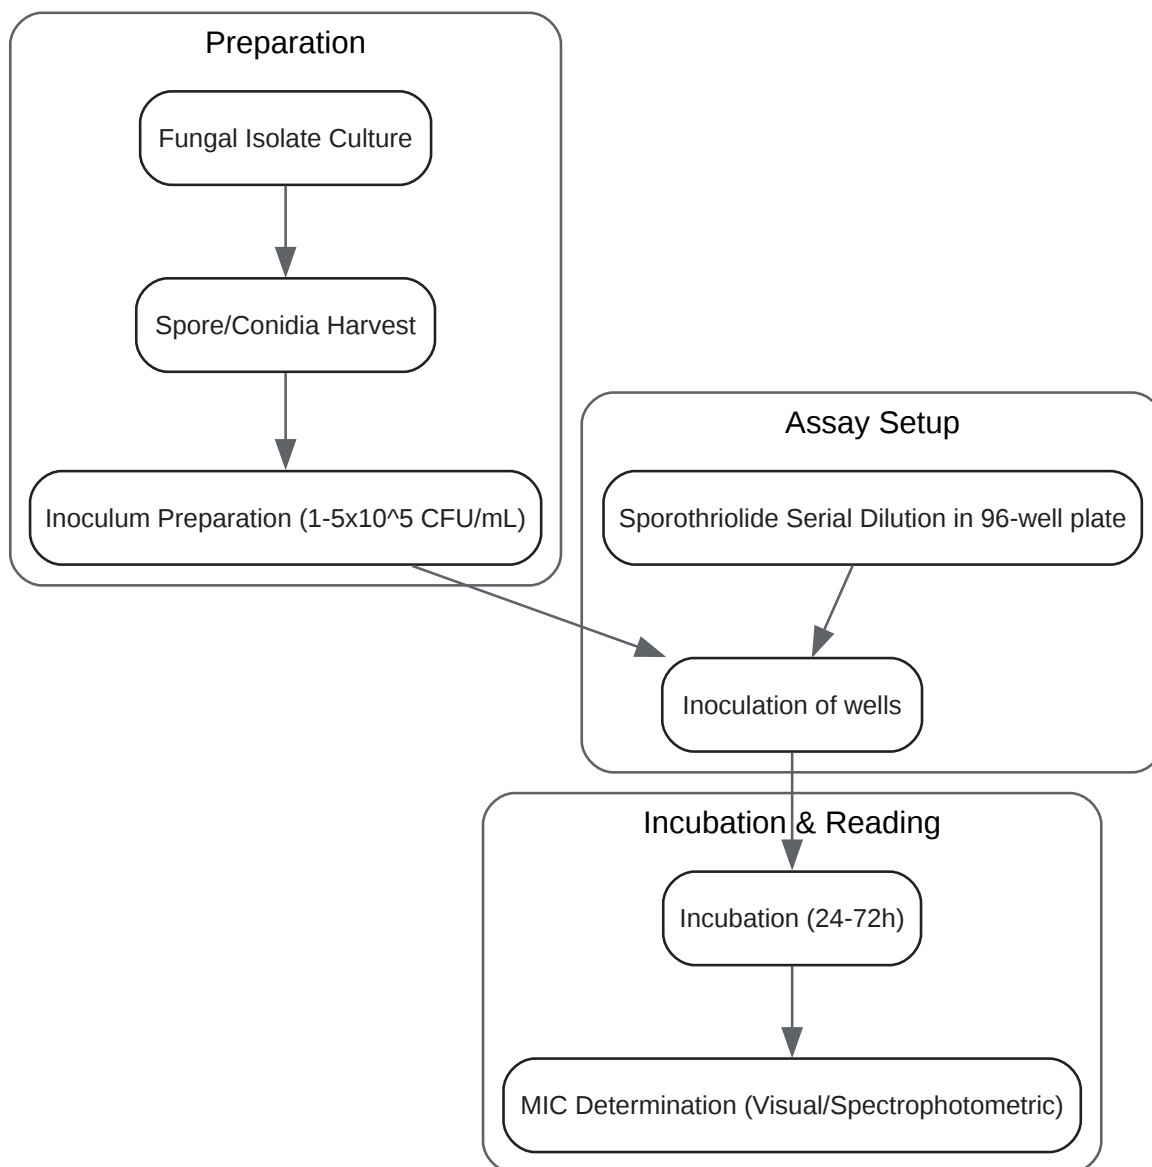 Preparation
Fungal Isolate Culture
Spore/Conidia Harvest
Inoculum Preparation (1-5x10^5 CFU/mL)
Assay Setup
Sporothriolide Serial Dilution in 96-well plate
Inoculation of wells
Incubation & Reading
Incubation (24-72h)
MIC Determination (Visual/Spectrophotometric)